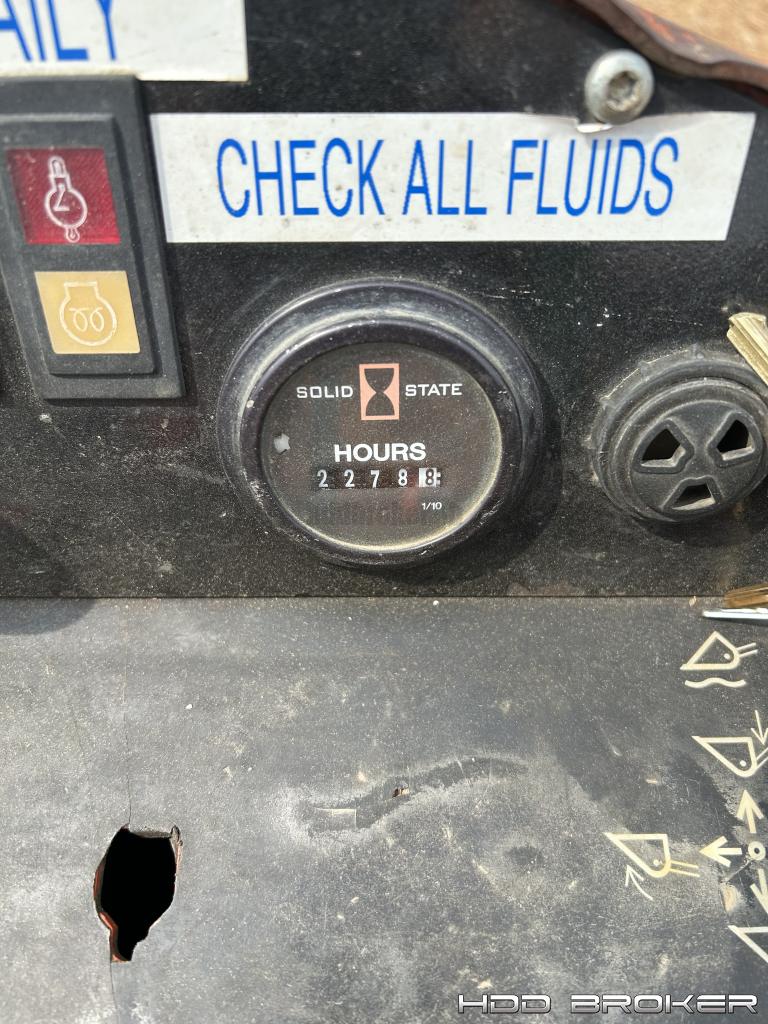 AILY
CHECK ALL FLUIDS
SOLID STATE
HOURS
2 2 7 8 8
1/10
HDD BROKER